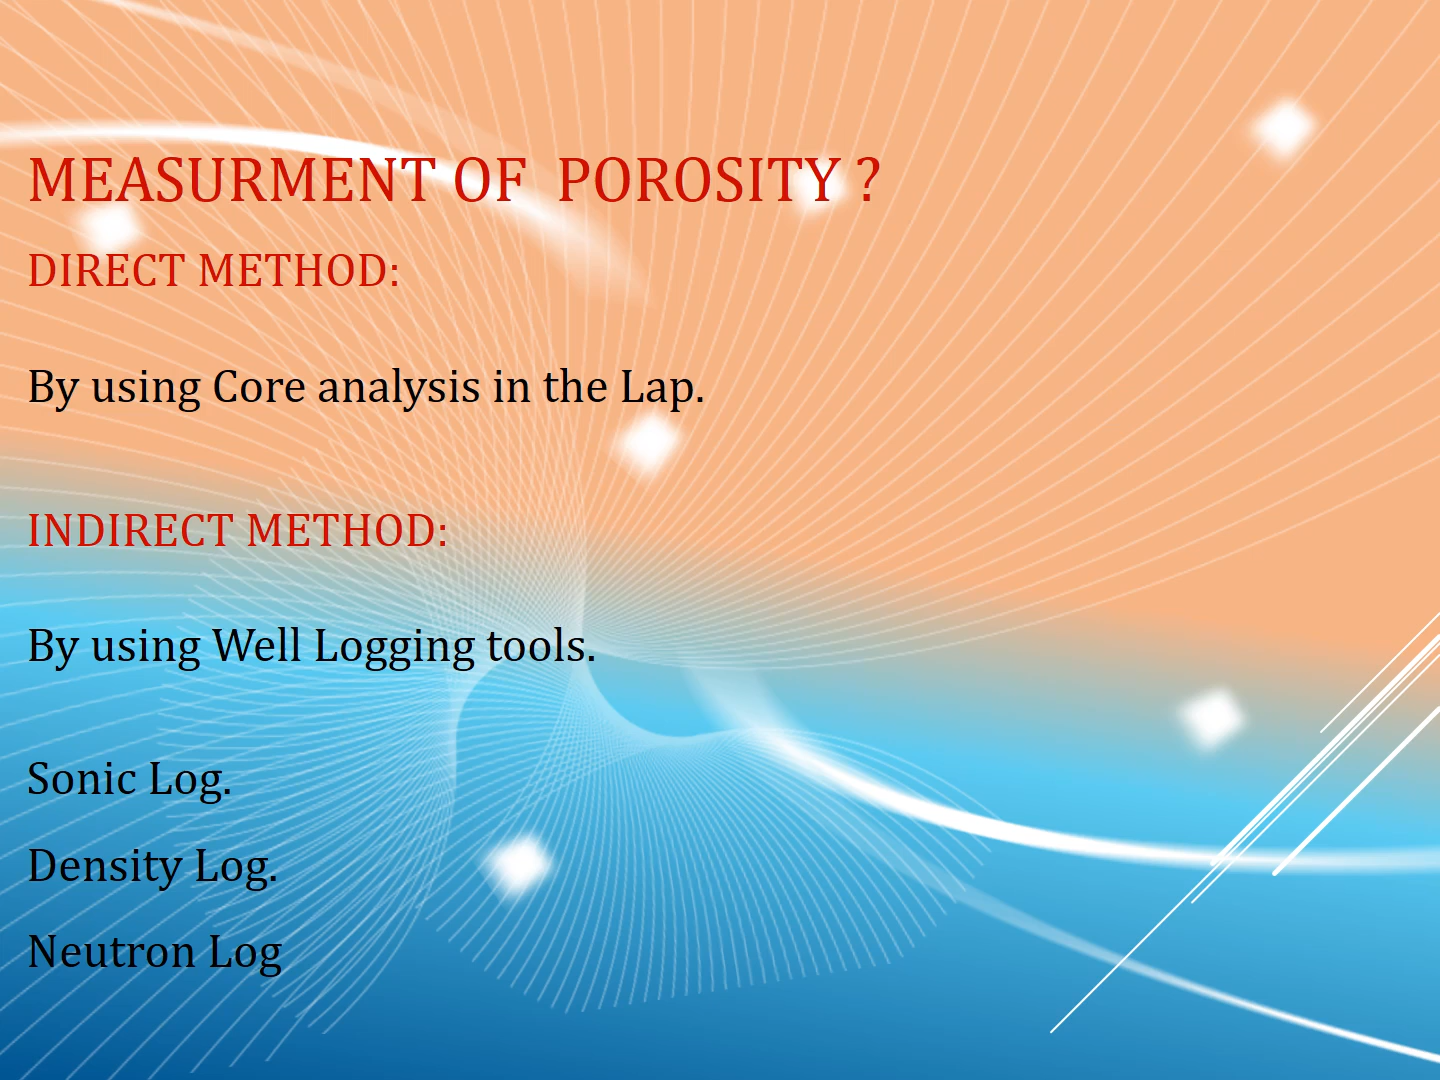 MEASURMENT OF  POROSITY ?
DIRECT METHOD:
By using Core analysis in the Lap.
INDIRECT METHOD:
By using Well Logging tools.
Sonic Log.
Density Log.
Neutron Log